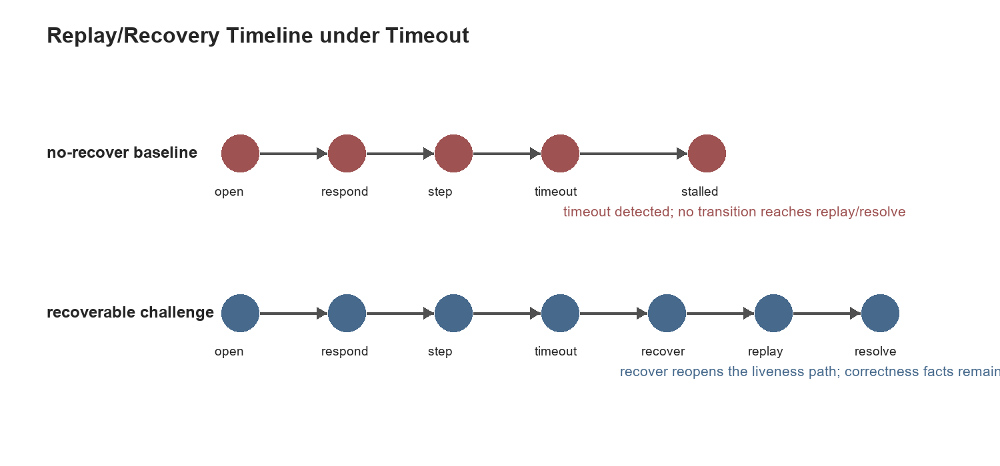 Replay/Recovery Timeline under Timeout
no-recover baseline
open respond step timeout stalled
timeout detected; no transition reaches replay/resolve
recoverable challenge
open respond step timeout recover replay resolve
recover reopens the liveness path; correctness facts remain